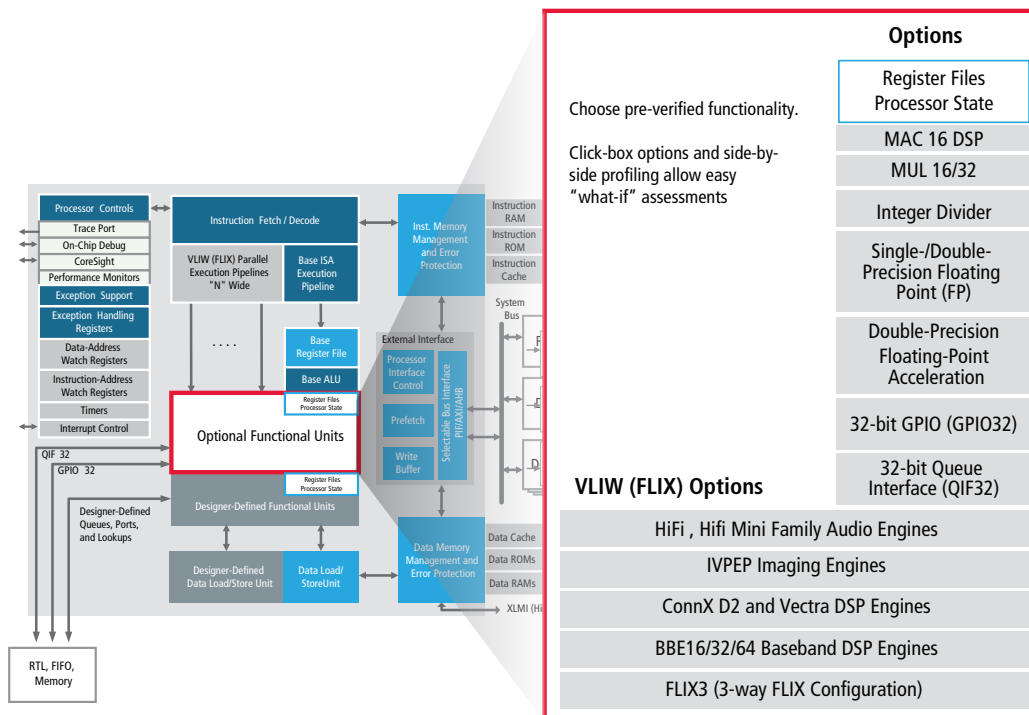 Processor Controls
Trace Port
On-Chip Debug
CoreSight
Performance Monitors
Exception Support
Exception Handling
Registers
Data-Address
Watch Registers
Instruction-Address
Watch Registers
Timers
Interrupt Control
QIF 32
GPIO 32
Designer-Defined
Queues, Ports,
and Lookups
RTL, FIFO,
Memory
Instruction Fetch / Decode
VLIW (FLIX) Parallel
Execution Pipelines
"N" Wide
Base ISA
Execution
Pipeline
. . . .
Base
Register File
Base ALU
Register Files
Processor State
Optional Functional Units
Register Files
Processor State
Designer-Defined Functional Units
Designer-Defined
Data Load/Store Unit
Data Load/
StoreUnit
Inst. Memory
Management
and Error
Protection
External Interface
Processor
Interface
Control
Prefetch
Write
Buffer
Selectable Bus Interface
PIF/AXI/AHB
Data Memory
Management and
Error Protection
Instruction
RAM
Instruction
ROM
Instruction
Cache
System
Bus
Data Cache
Data ROMs
Data RAMs
XLMI (Hi
Choose pre-verified functionality.
Click-box options and side-by-
side profiling allow easy
"what-if" assessments
Options
Register Files
Processor State
MAC 16 DSP
MUL 16/32
Integer Divider
Single-/Double-
Precision Floating
Point (FP)
Double-Precision
Floating-Point
Acceleration
32-bit GPIO (GPIO32)
32-bit Queue
Interface (QIF32)
VLIW (FLIX) Options
HiFi , Hifi Mini Family Audio Engines
IVPEP Imaging Engines
ConnX D2 and Vectra DSP Engines
BBE16/32/64 Baseband DSP Engines
FLIX3 (3-way FLIX Configuration)